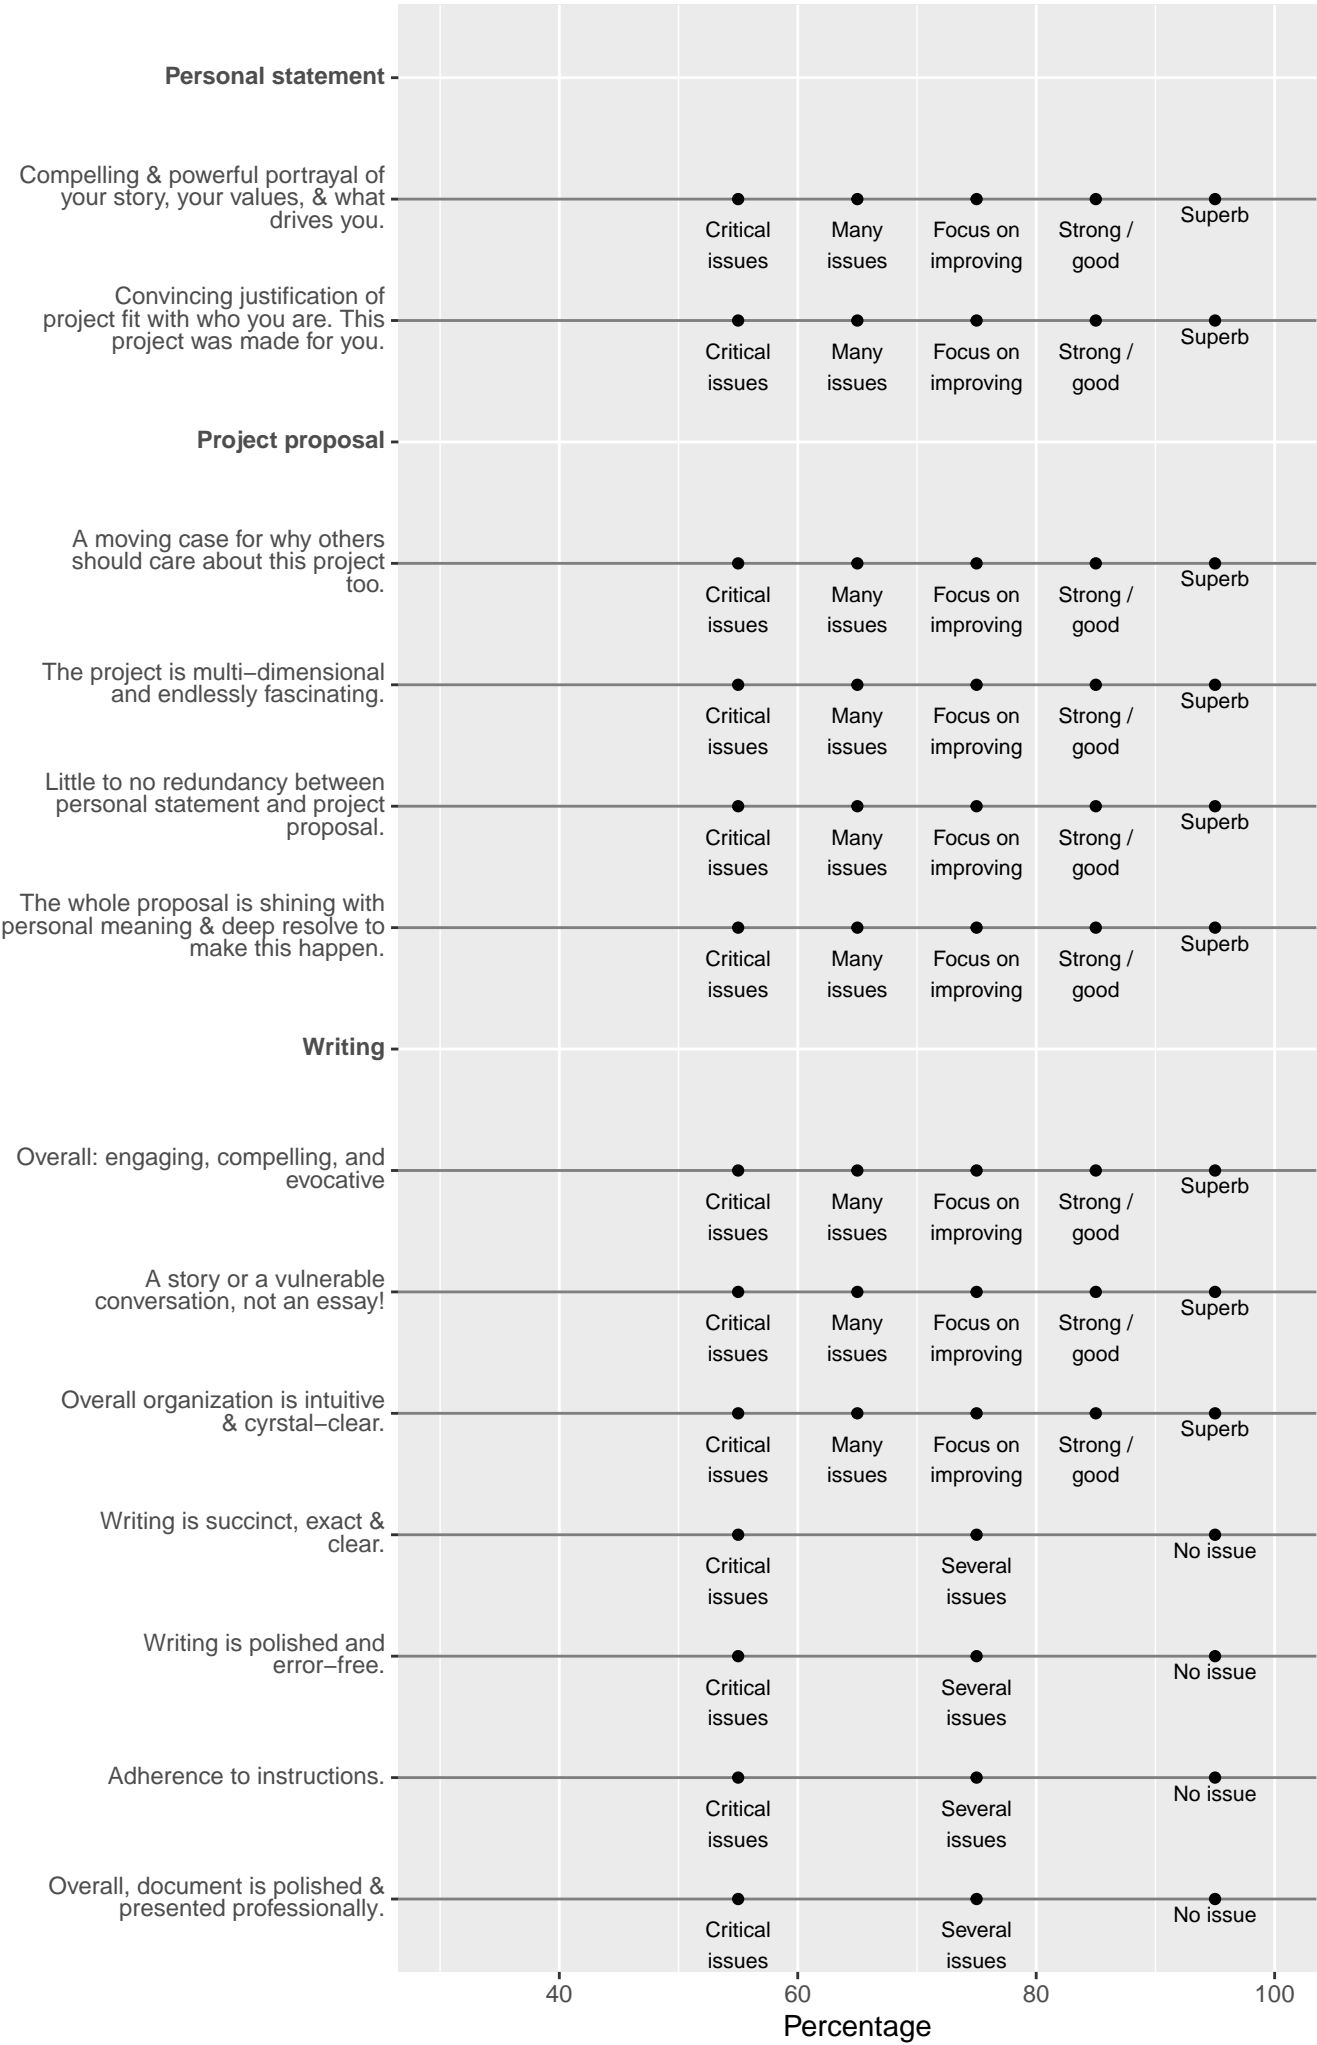 Personal statement
Compelling & powerful portrayal of
your story, your values, & what
drives you.
Critical
issues
Many
issues
Focus on
improving
Strong /
good
Superb
Convincing justification of
project fit with who you are. This
project was made for you.
Critical
issues
Many
issues
Focus on
improving
Strong /
good
Superb
Project proposal
A moving case for why others
should care about this project
too.
Critical
issues
Many
issues
Focus on
improving
Strong /
good
Superb
The project is multi−dimensional
and endlessly fascinating.
Critical
issues
Many
issues
Focus on
improving
Strong /
good
Superb
Little to no redundancy between
personal statement and project
proposal.
Critical
issues
Many
issues
Focus on
improving
Strong /
good
Superb
The whole proposal is shining with
personal meaning & deep resolve to
make this happen.
Critical
issues
Many
issues
Focus on
improving
Strong /
good
Superb
Writing
Overall: engaging, compelling, and
evocative
Critical
issues
Many
issues
Focus on
improving
Strong /
good
Superb
A story or a vulnerable
conversation, not an essay!
Critical
issues
Many
issues
Focus on
improving
Strong /
good
Superb
Overall organization is intuitive
& cyrstal−clear.
Critical
issues
Many
issues
Focus on
improving
Strong /
good
Superb
Writing is succinct, exact &
clear.
Critical
issues
Several
issues
No issue
Writing is polished and
error−free.
Critical
issues
Several
issues
No issue
Adherence to instructions.
Critical
issues
Several
issues
No issue
Overall, document is polished &
presented professionally.
Critical
issues
Several
issues
No issue
40 60 80 100
Percentage